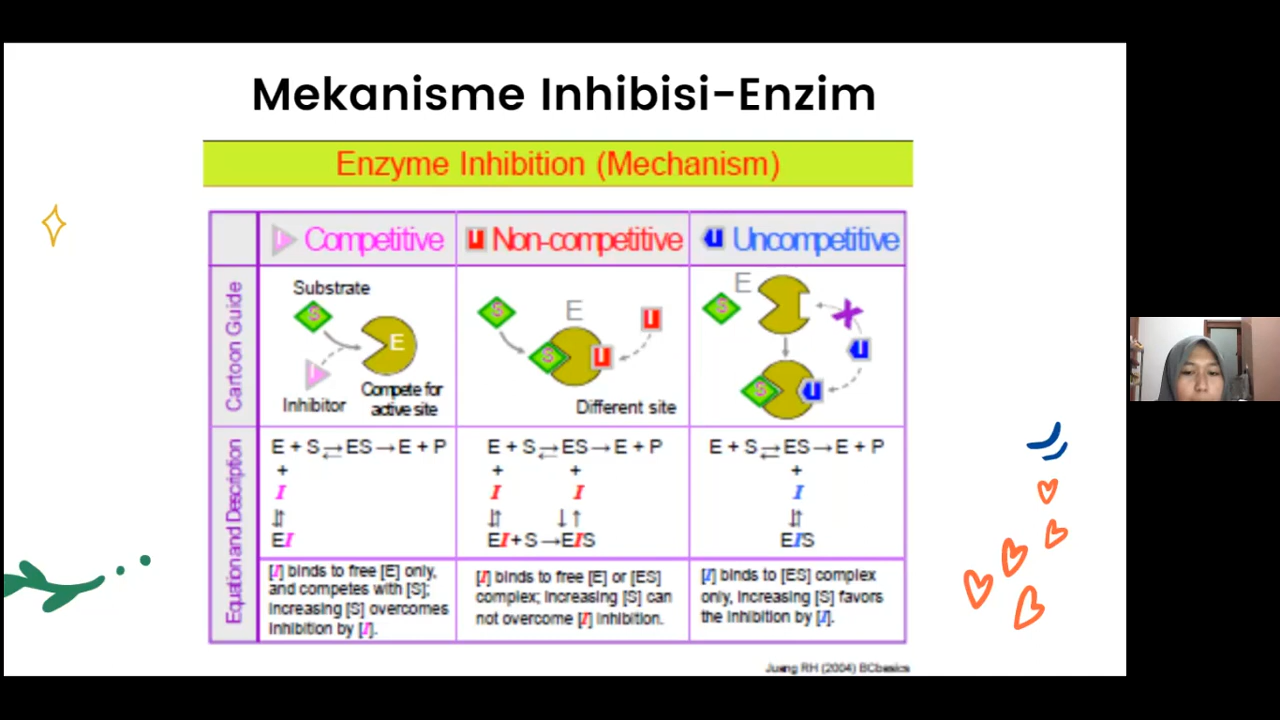 Mekanisme Inhibisi-Enzim
Enzyme Inhibition (Mechanism)
I Competitive
Non-competitive
Uncompetitive
Cartoon Guide
Substrate
S
E
I
Inhibitor
Compete for
active site
S
E
S
Different site
E
S
S
Equation and Description
E + S ⇌ ES → E + P
+
I
⇵
EI
E + S ⇌ ES → E + P
+ +
I I
⇵ ↓↑
EI + S → EIS
E + S ⇌ ES → E + P
+
I
⇵
EIS
[I] binds to free [E] only,
and competes with [S];
increasing [S] overcomes
Inhibition by [I].
[I] binds to free [E] or [ES]
complex; Increasing [S] can
not overcome [I] inhibition.
[I] binds to [ES] complex
only, increasing [S] favors
the inhibition by [I].
Juang RH (2004) BCbasics